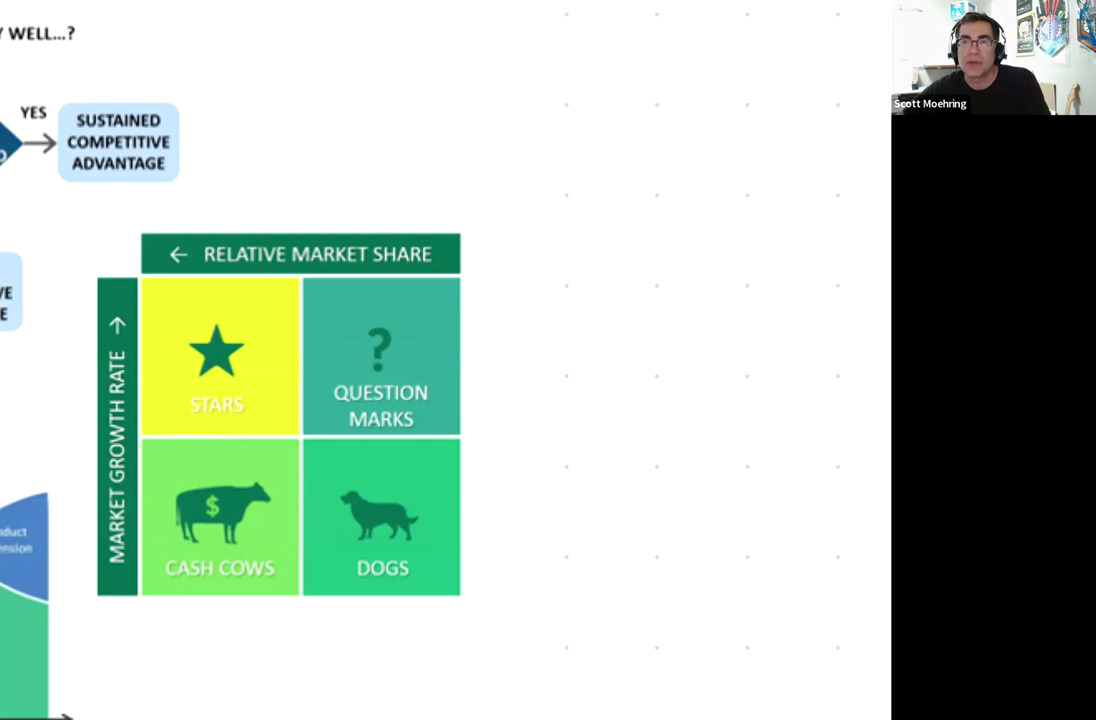 WELL...?
YES
SUSTAINED
COMPETITIVE
ADVANTAGE
← RELATIVE MARKET SHARE
MARKET GROWTH RATE →
?
STARS
QUESTION
MARKS
$
CASH COWS
DOGS
Scott Moehring